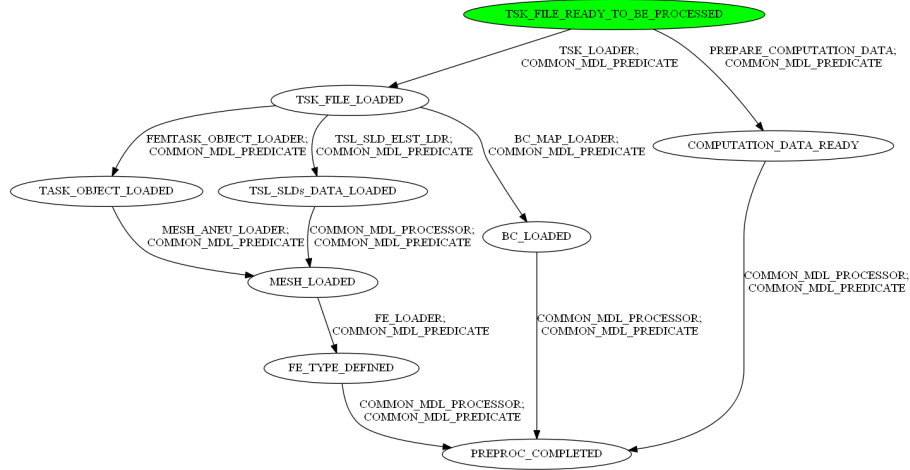 TSK_FILE_READY_TO_BE_PROCESSED
TSK_LOADER;
COMMON_MDL_PREDICATE
PREPARE_COMPUTATION_DATA;
COMMON_MDL_PREDICATE
TSK_FILE_LOADED
FEMTASK_OBJECT_LOADER;
COMMON_MDL_PREDICATE
TSL_SLD_ELST_LDR;
COMMON_MDL_PREDICATE
BC_MAP_LOADER;
COMMON_MDL_PREDICATE
COMPUTATION_DATA_READY
TASK_OBJECT_LOADED
TSL_SLDs_DATA_LOADED
MESH_ANEU_LOADER;
COMMON_MDL_PREDICATE
COMMON_MDL_PROCESSOR;
COMMON_MDL_PREDICATE
BC_LOADED
MESH_LOADED
COMMON_MDL_PROCESSOR;
COMMON_MDL_PREDICATE
FE_LOADER;
COMMON_MDL_PREDICATE
COMMON_MDL_PROCESSOR;
COMMON_MDL_PREDICATE
FE_TYPE_DEFINED
COMMON_MDL_PROCESSOR;
COMMON_MDL_PREDICATE
PREPROC_COMPLETED